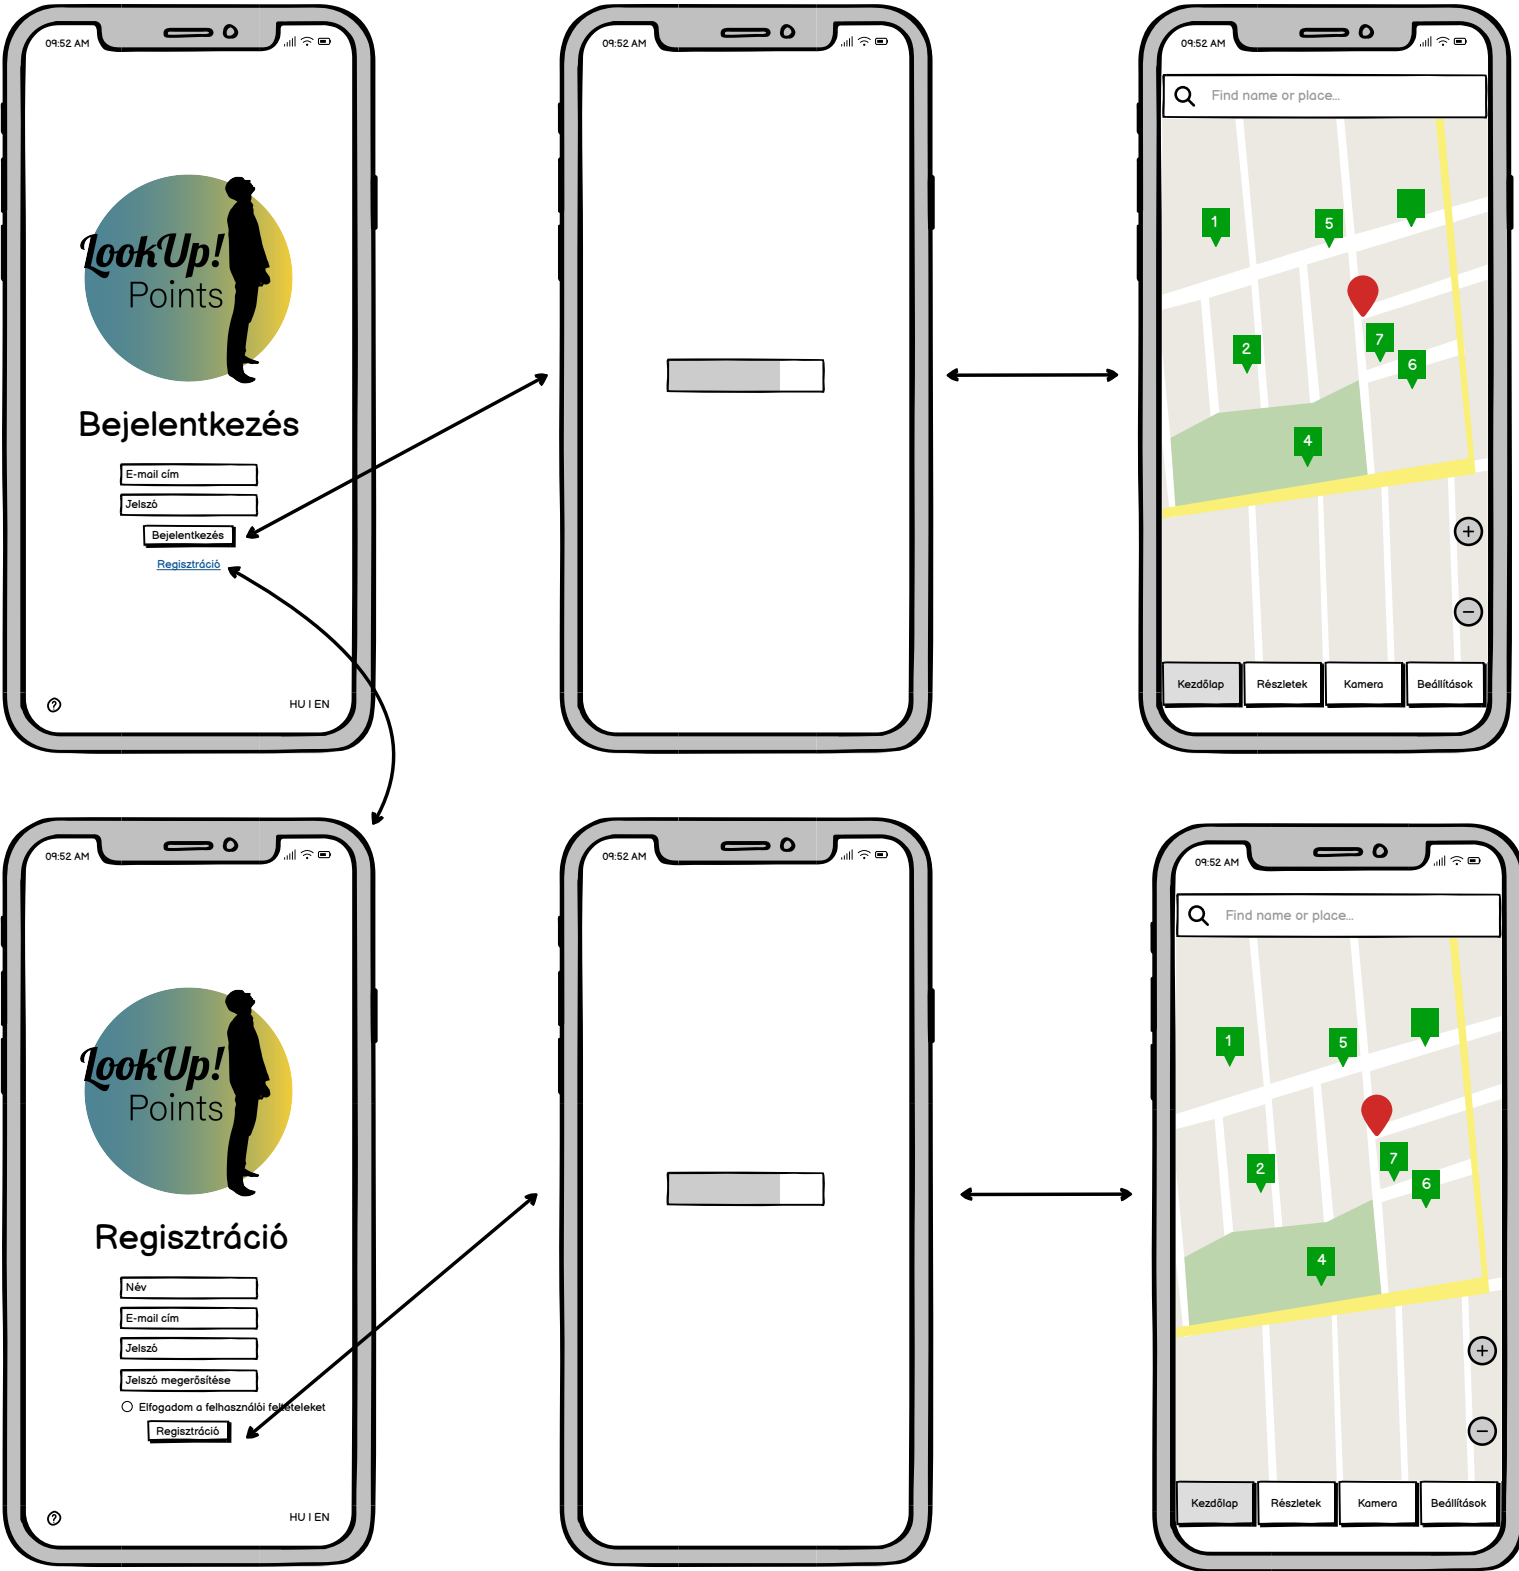 09:52 AM
LookUp!
Points
Bejelentkezés
E-mail cím
Jelszó
Bejelentkezés
Regisztráció
?
HU | EN
09:52 AM
09:52 AM
Find name or place...
1
5
2
7
6
4
+
−
Kezdőlap
Részletek
Kamera
Beállítások
09:52 AM
LookUp!
Points
Regisztráció
Név
E-mail cím
Jelszó
Jelszó megerősítése
Elfogadom a felhasználói feltételeket
Regisztráció
?
HU | EN
09:52 AM
09:52 AM
Find name or place...
1
5
2
7
6
4
+
−
Kezdőlap
Részletek
Kamera
Beállítások